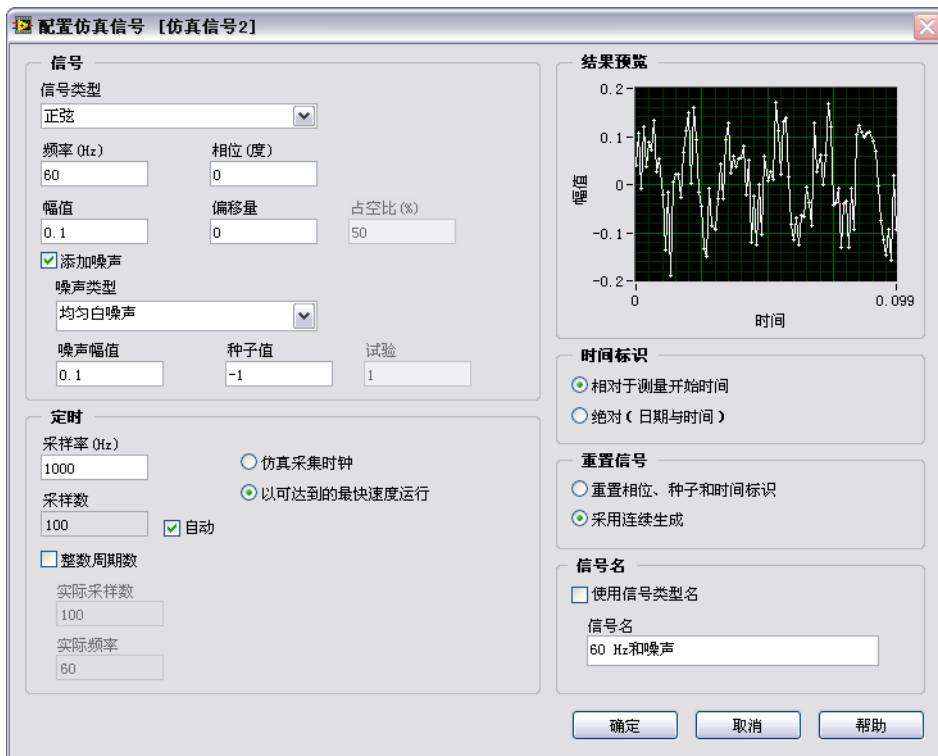 配置仿真信号 [仿真信号2]
信号
信号类型
正弦
频率(Hz) 相位(度)
60 0
幅值 偏移量 占空比(%)
0.1 0 50
添加噪声
噪声类型
均匀白噪声
噪声幅值 种子值 试验
0.1 -1 1
定时
采样率(Hz)
1000
仿真采集时钟
以可达到的最快速度运行
采样数
100 自动
整数周期数
实际采样数
100
实际频率
60
结果预览
0.2
0.1
0
-0.1
-0.2
幅值
0 0.099
时间
时间标识
相对于测量开始时间
绝对(日期与时间)
重置信号
重置相位、种子和时间标识
采用连续生成
信号名
使用信号类型名
信号名
60 Hz和噪声
确定 取消 帮助